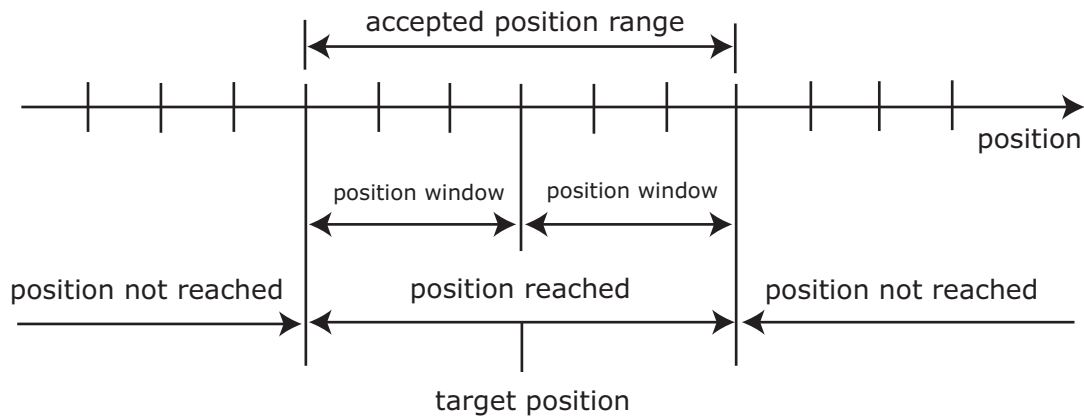 accepted position range
position
position window
position window
position not reached
position reached
position not reached
target position